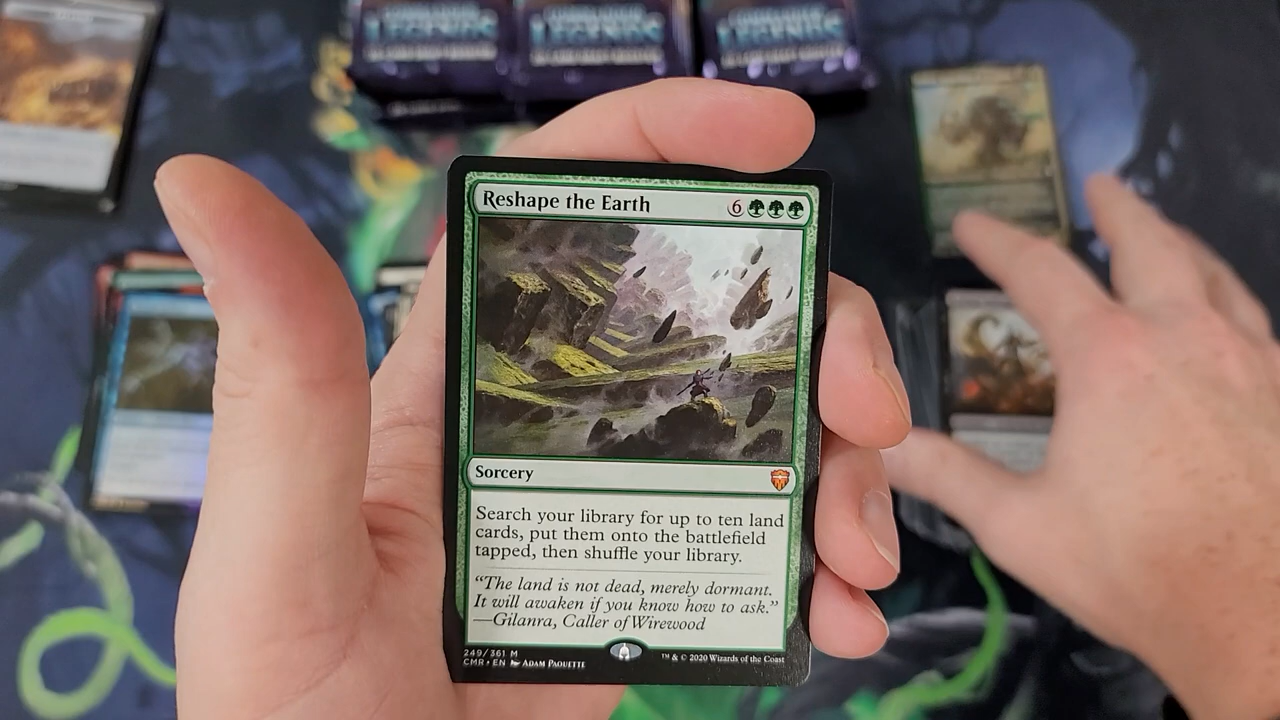 LEGENDS
LEGENDS
LEGENDS
Reshape the Earth 6
Sorcery
Search your library for up to ten land
cards, put them onto the battlefield
tapped, then shuffle your library.
“The land is not dead, merely dormant.
It will awaken if you know how to ask.”
—Gilanra, Caller of Wirewood
249/361 M
CMR • EN Adam Paquette
™ & © 2020 Wizards of the Coast